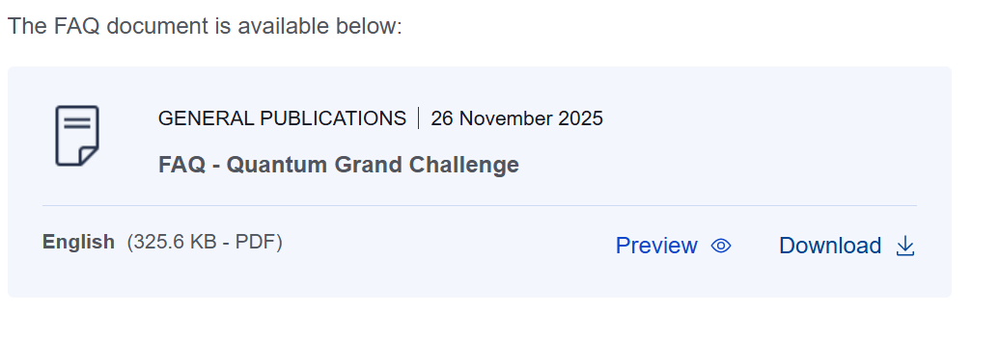 The FAQ document is available below:
GENERAL PUBLICATIONS | 26 November 2025
FAQ - Quantum Grand Challenge
English (325.6 KB - PDF)
Preview
Download